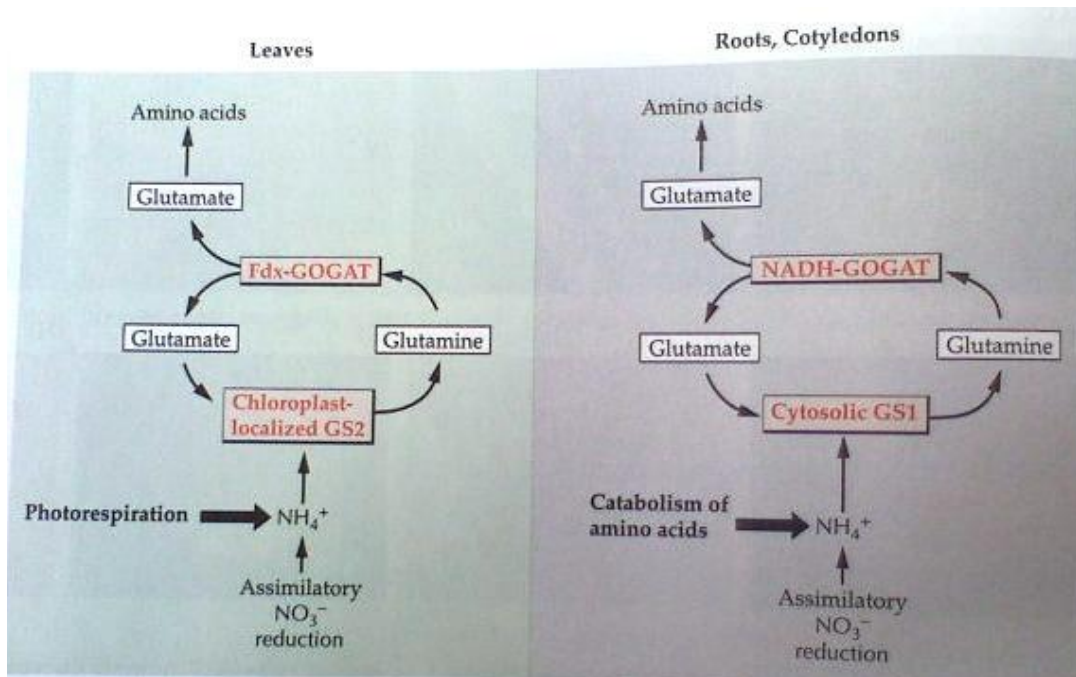 Leaves
Amino acids
Glutamate
Fdx-GOGAT
Glutamate
Glutamine
Chloroplast-
localized GS2
Photorespiration
NH₄⁺
Assimilatory
NO₃⁻
reduction
Roots, Cotyledons
Amino acids
Glutamate
NADH-GOGAT
Glutamate
Glutamine
Cytosolic GS1
Catabolism of
amino acids
NH₄⁺
Assimilatory
NO₃⁻
reduction